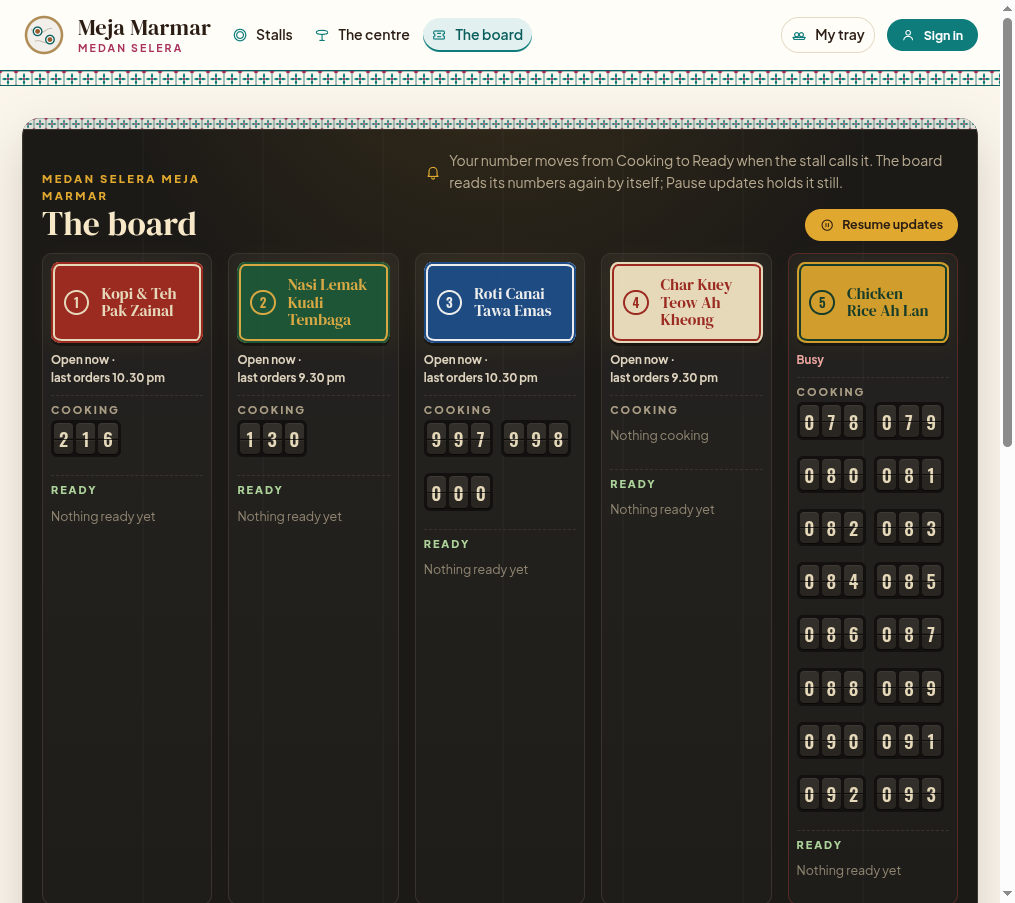 Meja Marmar
MEDAN SELERA
Stalls
The centre
The board
My tray
Sign in
MEDAN SELERA MEJA
MARMAR
The board
Your number moves from Cooking to Ready when the stall calls it. The board
reads its numbers again by itself; Pause updates holds it still.
Resume updates
1
Kopi & Teh
Pak Zainal
Open now ·
last orders 10.30 pm
COOKING
216
READY
Nothing ready yet
2
Nasi Lemak
Kuali
Tembaga
Open now ·
last orders 9.30 pm
COOKING
130
READY
Nothing ready yet
3
Roti Canai
Tawa Emas
Open now ·
last orders 10.30 pm
COOKING
997 998
000
READY
Nothing ready yet
4
Char Kuey
Teow Ah
Kheong
Open now ·
last orders 9.30 pm
COOKING
Nothing cooking
READY
Nothing ready yet
5
Chicken
Rice Ah Lan
Busy
COOKING
078 079
080 081
082 083
084 085
086 087
088 089
090 091
092 093
READY
Nothing ready yet